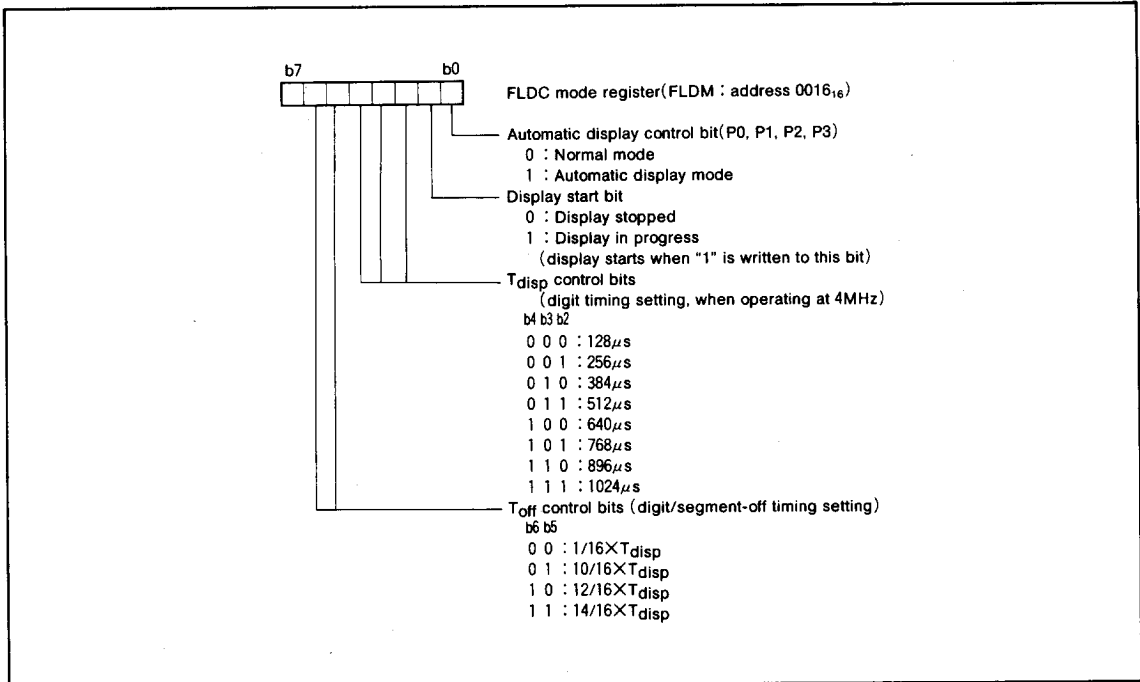 b7 b0
FLDC mode register(FLDM : address 0016₁₆)
Automatic display control bit(P0, P1, P2, P3)
0 : Normal mode
1 : Automatic display mode
Display start bit
0 : Display stopped
1 : Display in progress
(display starts when "1" is written to this bit)
Tdisp control bits
(digit timing setting, when operating at 4MHz)
b4 b3 b2
0 0 0 : 128μs
0 0 1 : 256μs
0 1 0 : 384μs
0 1 1 : 512μs
1 0 0 : 640μs
1 0 1 : 768μs
1 1 0 : 896μs
1 1 1 : 1024μs
Toff control bits (digit/segment-off timing setting)
b6 b5
0 0 : 1/16×Tdisp
0 1 : 10/16×Tdisp
1 0 : 12/16×Tdisp
1 1 : 14/16×Tdisp